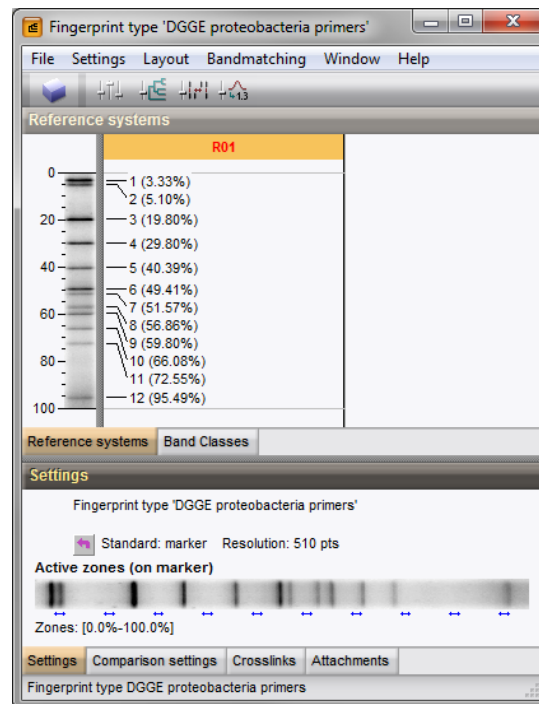 Fingerprint type 'DGGE proteobacteria primers'
File Settings Layout Bandmatching Window Help
1.3
Reference systems
R01
0
20
40
60
80
100
1 (3.33%)
2 (5.10%)
3 (19.80%)
4 (29.80%)
5 (40.39%)
6 (49.41%)
7 (51.57%)
8 (56.86%)
9 (59.80%)
10 (66.08%)
11 (72.55%)
12 (95.49%)
Reference systems Band Classes
Settings
Fingerprint type 'DGGE proteobacteria primers'
Standard: marker Resolution: 510 pts
Active zones (on marker)
Zones: [0.0%-100.0%]
Settings Comparison settings Crosslinks Attachments
Fingerprint type DGGE proteobacteria primers